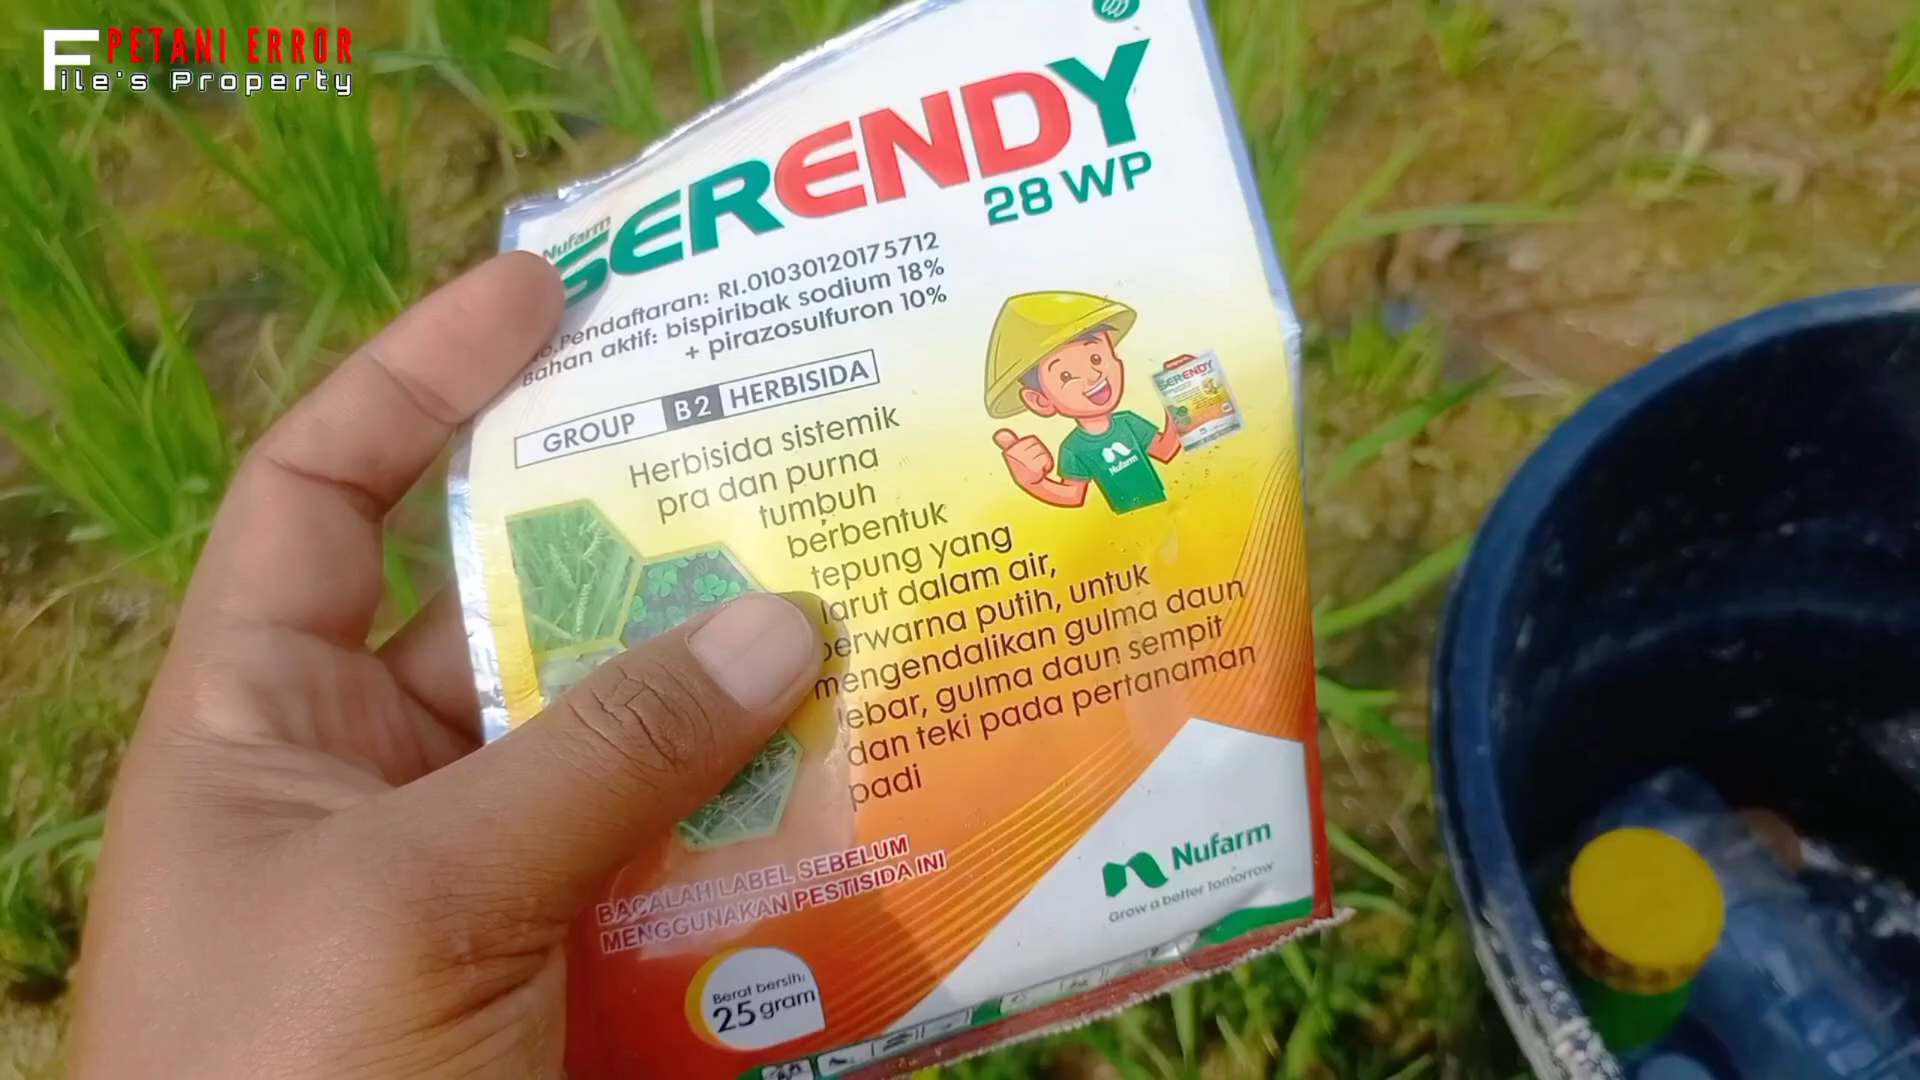 PETANI ERROR
File's Property
Nufarm
SERENDY
28 WP
No.Pendaftaran: RI.01030120175712
Bahan aktif: bispiribak sodium 18%
+ pirazosulfuron 10%
GROUP B2 HERBISIDA
Herbisida sistemik
pra dan purna
tumbuh
berbentuk
tepung yang
larut dalam air,
berwarna putih, untuk
mengendalikan gulma daun
lebar, gulma daun sempit
dan teki pada pertanaman
padi
SERENDY
Nufarm
BACALAH LABEL SEBELUM
MENGGUNAKAN PESTISIDA INI
Nufarm
Grow a better tomorrow
Berat bersih:
25 gram